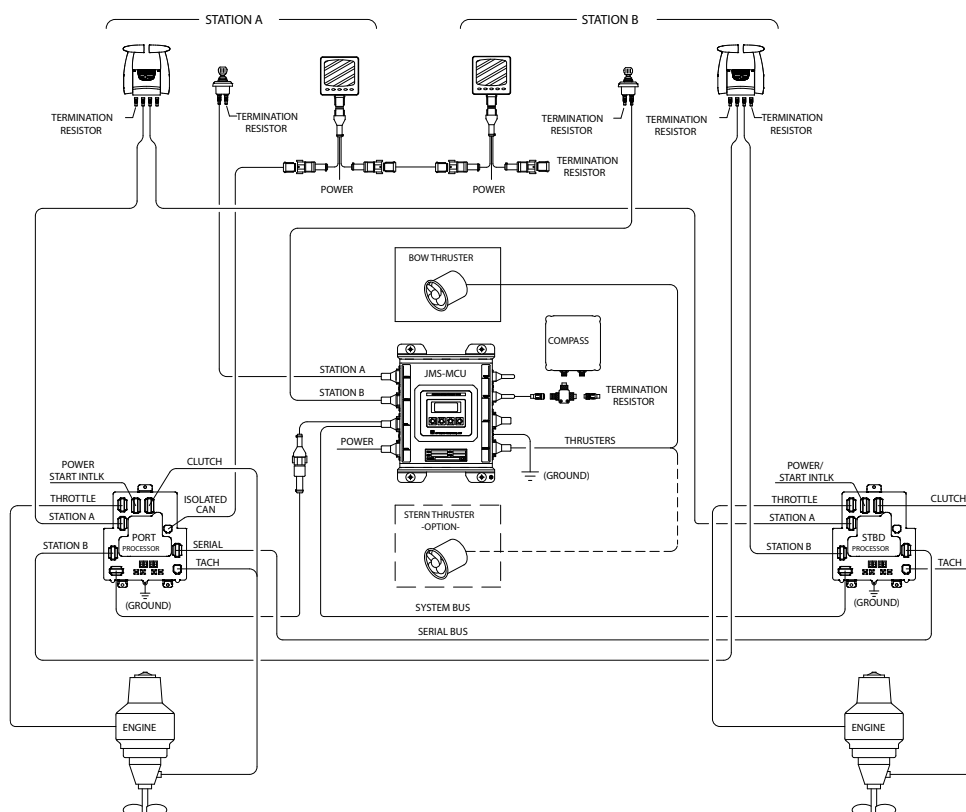 STATION A
STATION B
TERMINATION
RESISTOR
TERMINATION
RESISTOR
TERMINATION
RESISTOR
TERMINATION
RESISTOR
TERMINATION
RESISTOR
TERMINATION
RESISTOR
POWER
POWER
BOW THRUSTER
COMPASS
STATION A
JMS-MCU
STATION B
TERMINATION
RESISTOR
POWER
THRUSTERS
(GROUND)
POWER
START INTLK
CLUTCH
THROTTLE
ISOLATED
CAN
STATION A
PORT
PROCESSOR
STATION B
SERIAL
TACH
(GROUND)
STERN THRUSTER
-OPTION-
POWER/
START INTLK
THROTTLE
CLUTCH
STATION A
STBD
PROCESSOR
STATION B
TACH
(GROUND)
SYSTEM BUS
SERIAL BUS
ENGINE
ENGINE